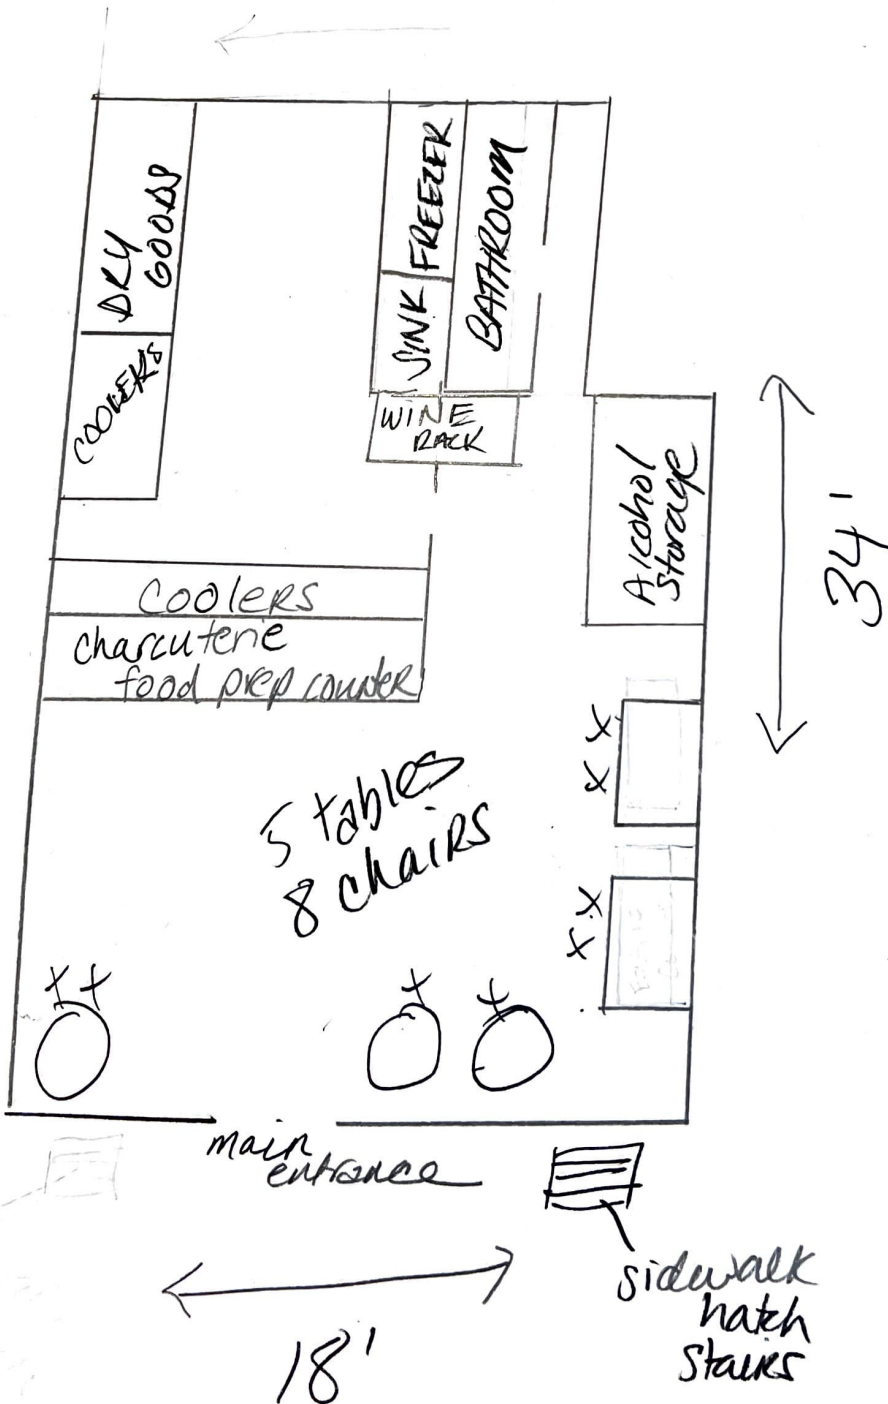 DRY
GOODS
FREEZER
BATHROOM
SINK
COOLERS
WINE
RACK
Alcohol
Storage
34'
Coolers
charcuterie
food prep counter
5 tables
8 chairs
X X
X X
X X
X X
X
X
main
entrance
sidewalk
hatch
stairs
18'